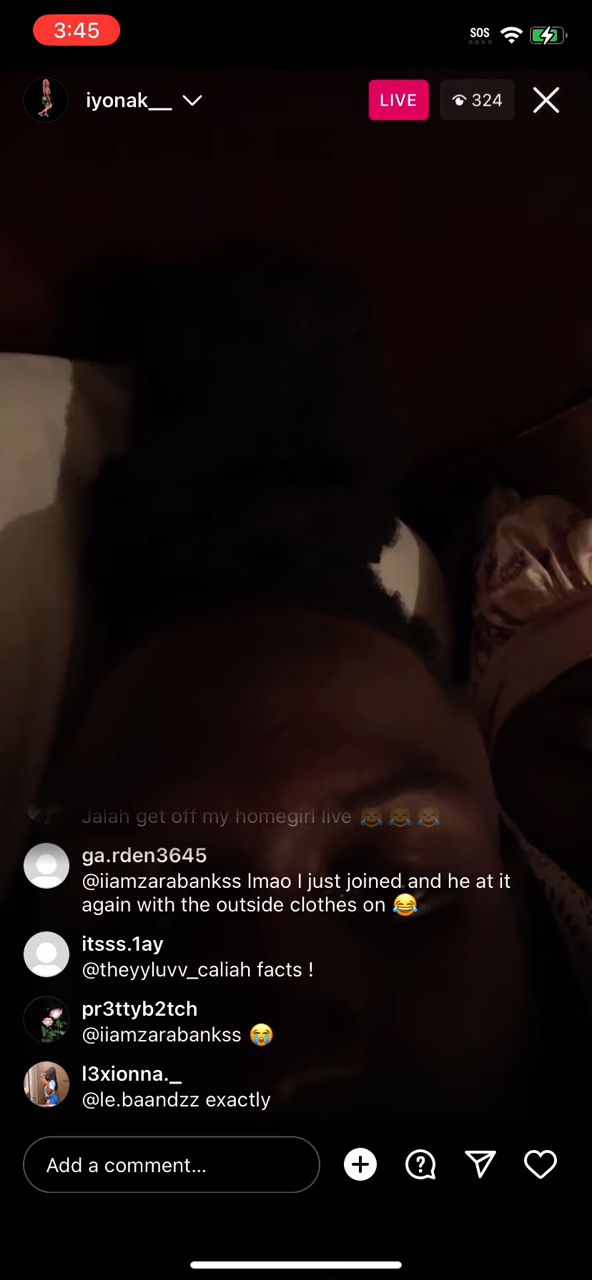 3:45
SOS
iyonak__
LIVE
324
Jalah get off my homegirl live 😂😂😂
ga.rden3645
@iiamzarabankss lmao I just joined and he at it
again with the outside clothes on 😂
itsss.1ay
@theyyluvv_caliah facts !
pr3ttyb2tch
@iiamzarabankss 😭
l3xionna._
@le.baandzz exactly
Add a comment...